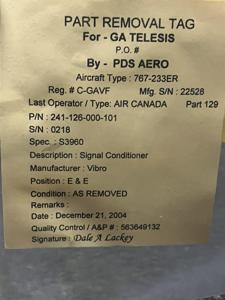 PART REMOVAL TAG
For - GA TELESIS
P.O. #
By - PDS AERO
Aircraft Type : 767-233ER
Reg. # C-GAVF Mfg. S/N : 22528
Last Operator / Type: AIR CANADA Part 129
P/N : 241-126-000-101
S/N : 0218
Spec. : S3960
Description : Signal Conditioner
Manufacturer : Vibro
Position : E & E
Condition : AS REMOVED
Remarks :
Date : December 21, 2004
Quality Control / A&P # : 563649132
Signature : Dale A Lackey